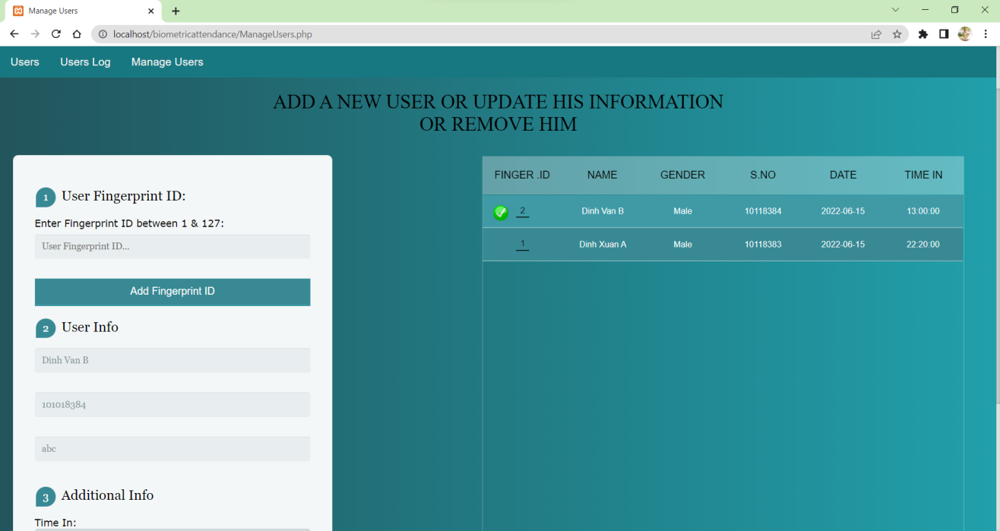 Manage Users
localhost/biometricattendance/ManageUsers.php
Users Users Log Manage Users
ADD A NEW USER OR UPDATE HIS INFORMATION
OR REMOVE HIM
1 User Fingerprint ID:
Enter Fingerprint ID between 1 & 127:
User Fingerprint ID...
Add Fingerprint ID
2 User Info
Dinh Van B
101018384
abc
3 Additional Info
Time In:
FINGER .ID NAME GENDER S.NO DATE TIME IN
2 Dinh Van B Male 10118384 2022-06-15 13:00:00
1 Dinh Xuan A Male 10118383 2022-06-15 22:20:00